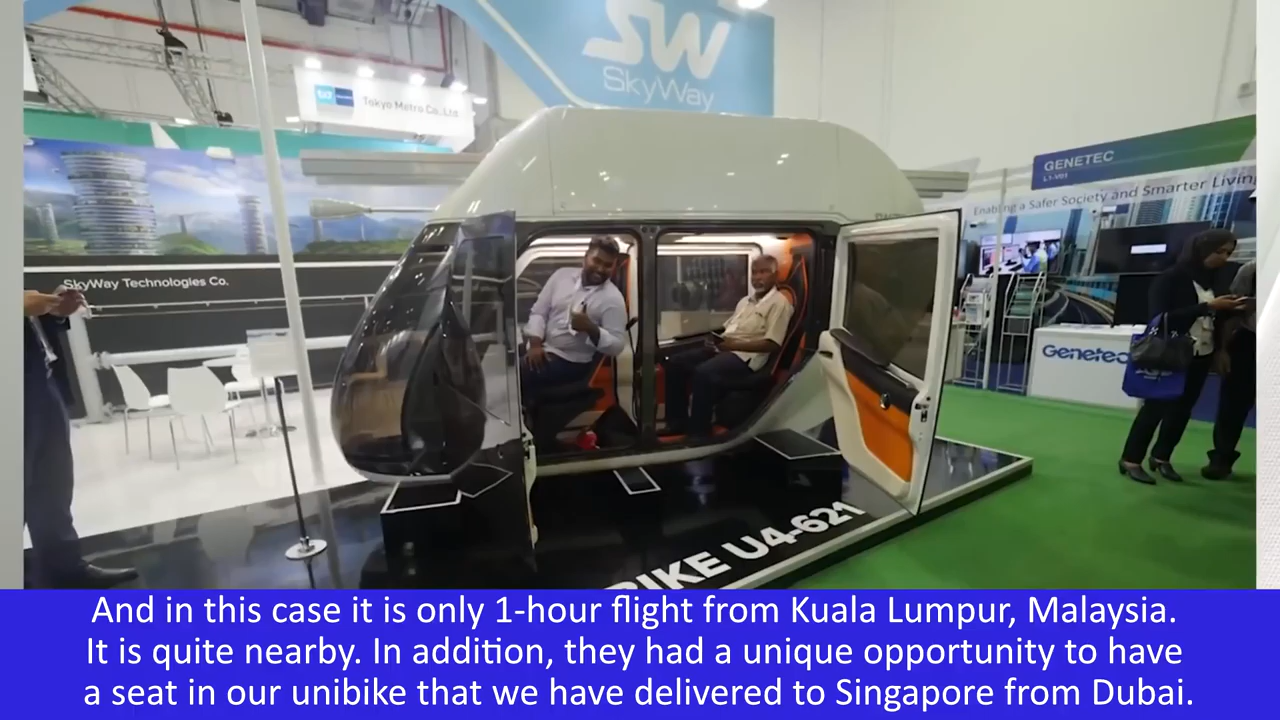 SW
SkyWay
Tokyo Metro Co., Ltd.
GENETEC
L1-V01
Enabling a Safer Society and Smarter Living
SkyWay Technologies Co.
Genetec
BIKE U4-621
And in this case it is only 1-hour flight from Kuala Lumpur, Malaysia.
It is quite nearby. In addition, they had a unique opportunity to have
a seat in our unibike that we have delivered to Singapore from Dubai.